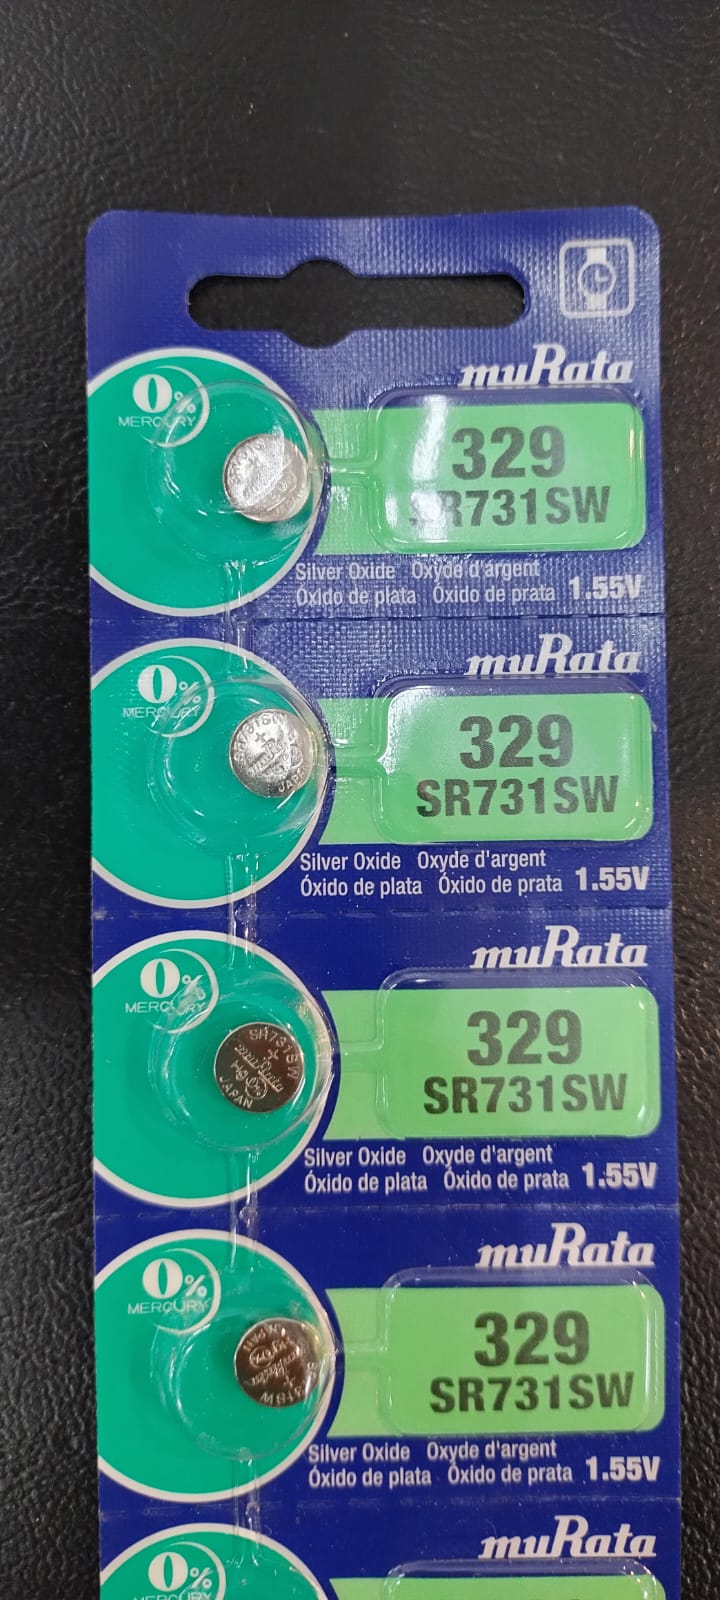 muRata
0%
MERCURY
329
SR731SW
Silver Oxide Oxyde d'argent
Óxido de plata Óxido de prata 1.55V
muRata
0%
MERCURY
329
SR731SW
Silver Oxide Oxyde d'argent
Óxido de plata Óxido de prata 1.55V
muRata
0%
MERCURY
329
SR731SW
SR731SW
+
muRata
JAPAN
Silver Oxide Oxyde d'argent
Óxido de plata Óxido de prata 1.55V
muRata
0%
MERCURY
329
SR731SW
Silver Oxide Oxyde d'argent
Óxido de plata Óxido de prata 1.55V
muRata
0%
MERCURY